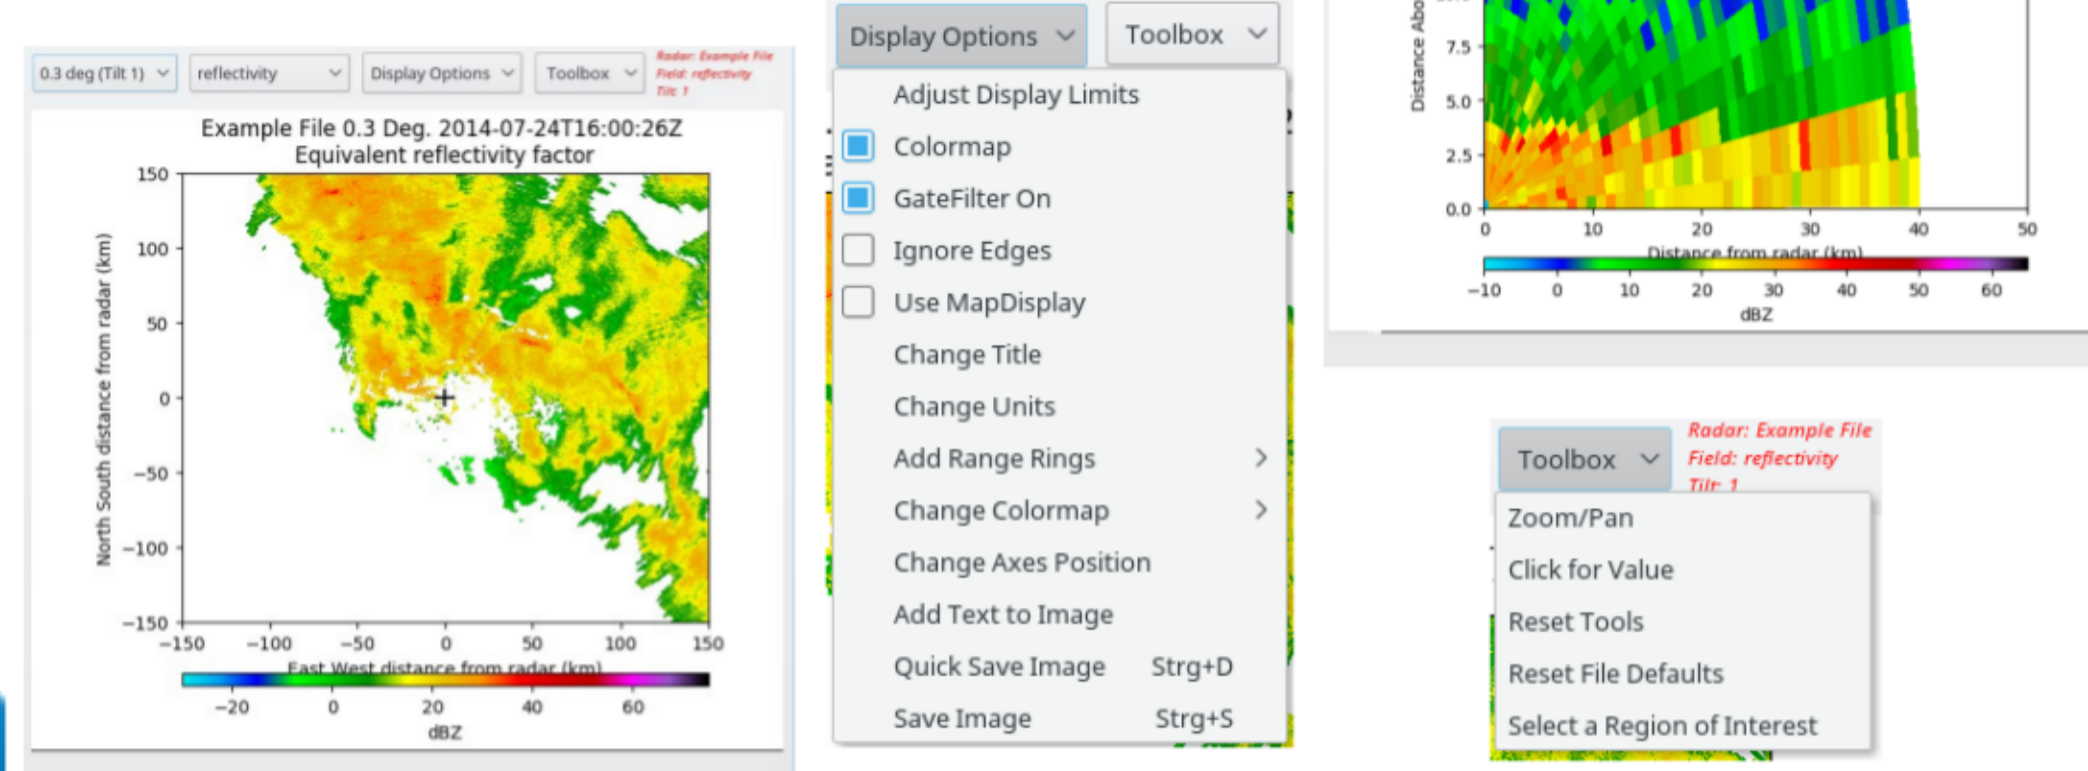 0.3 deg (Tilt 1)
reflectivity
Display Options
Toolbox
Radar: Example File
Field: reflectivity
Tilt: 1
Example File 0.3 Deg. 2014-07-24T16:00:26Z
Equivalent reflectivity factor
North South distance from radar (km)
150
100
50
0
−50
−100
−150
−150 −100 −50 0 50 100 150
East West distance from radar (km)
−20 0 20 40 60
dBZ
Display Options
Toolbox
Adjust Display Limits
Colormap
GateFilter On
Ignore Edges
Use MapDisplay
Change Title
Change Units
Add Range Rings
Change Colormap
Change Axes Position
Add Text to Image
Quick Save Image Strg+D
Save Image Strg+S
Distance
7.5
5.0
2.5
0.0
0 10 20 30 40 50
Distance from radar (km)
−10 0 10 20 30 40 50 60
dBZ
Toolbox
Radar: Example File
Field: reflectivity
Tilt: 1
Zoom/Pan
Click for Value
Reset Tools
Reset File Defaults
Select a Region of Interest